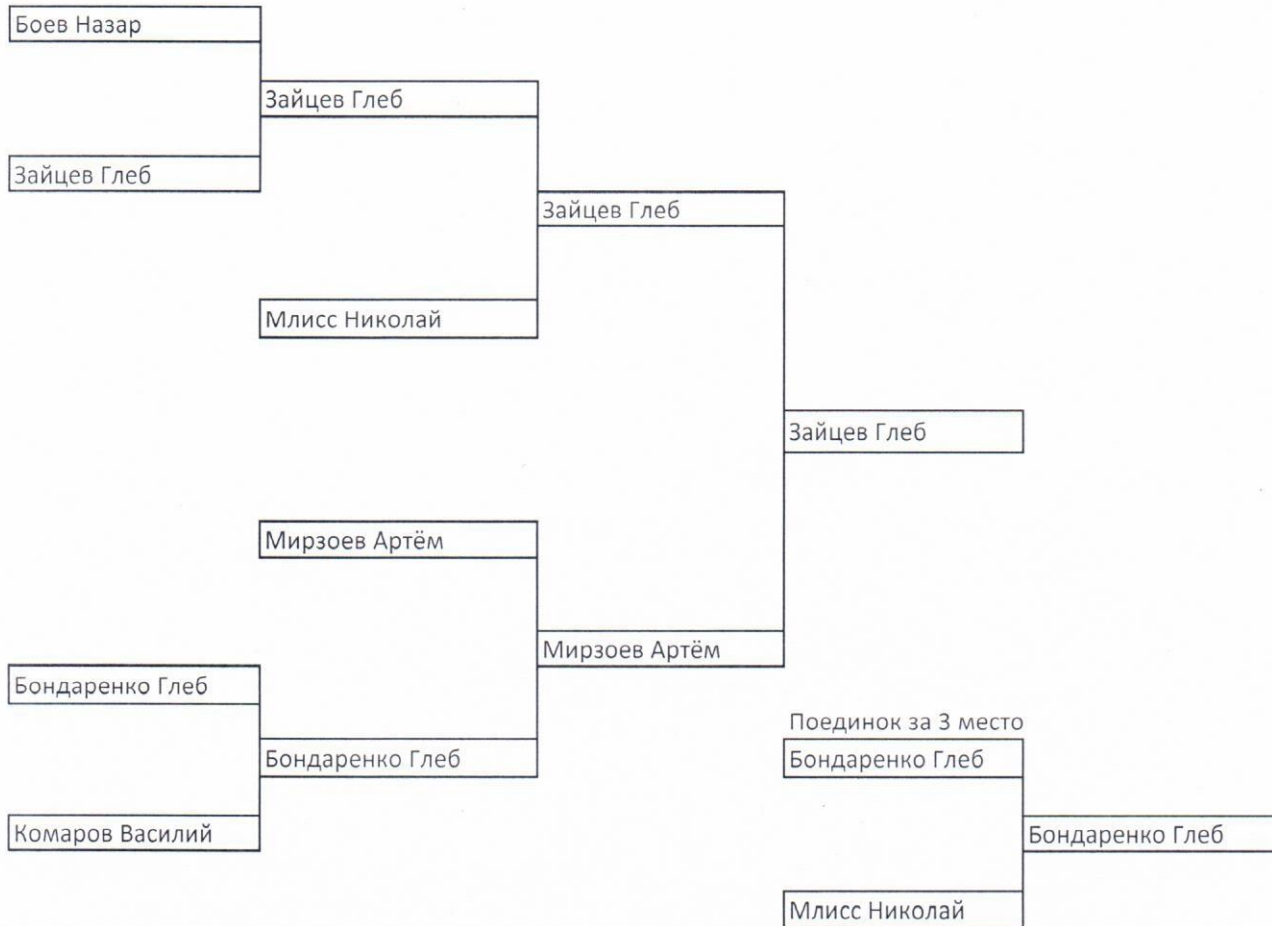 Боев Назар
Зайцев Глеб
Зайцев Глеб
Зайцев Глеб
Млисс Николай
Зайцев Глеб
Мирзоев Артём
Мирзоев Артём
Бондаренко Глеб
Поединок за 3 место
Бондаренко Глеб
Бондаренко Глеб
Комаров Василий
Бондаренко Глеб
Млисс Николай